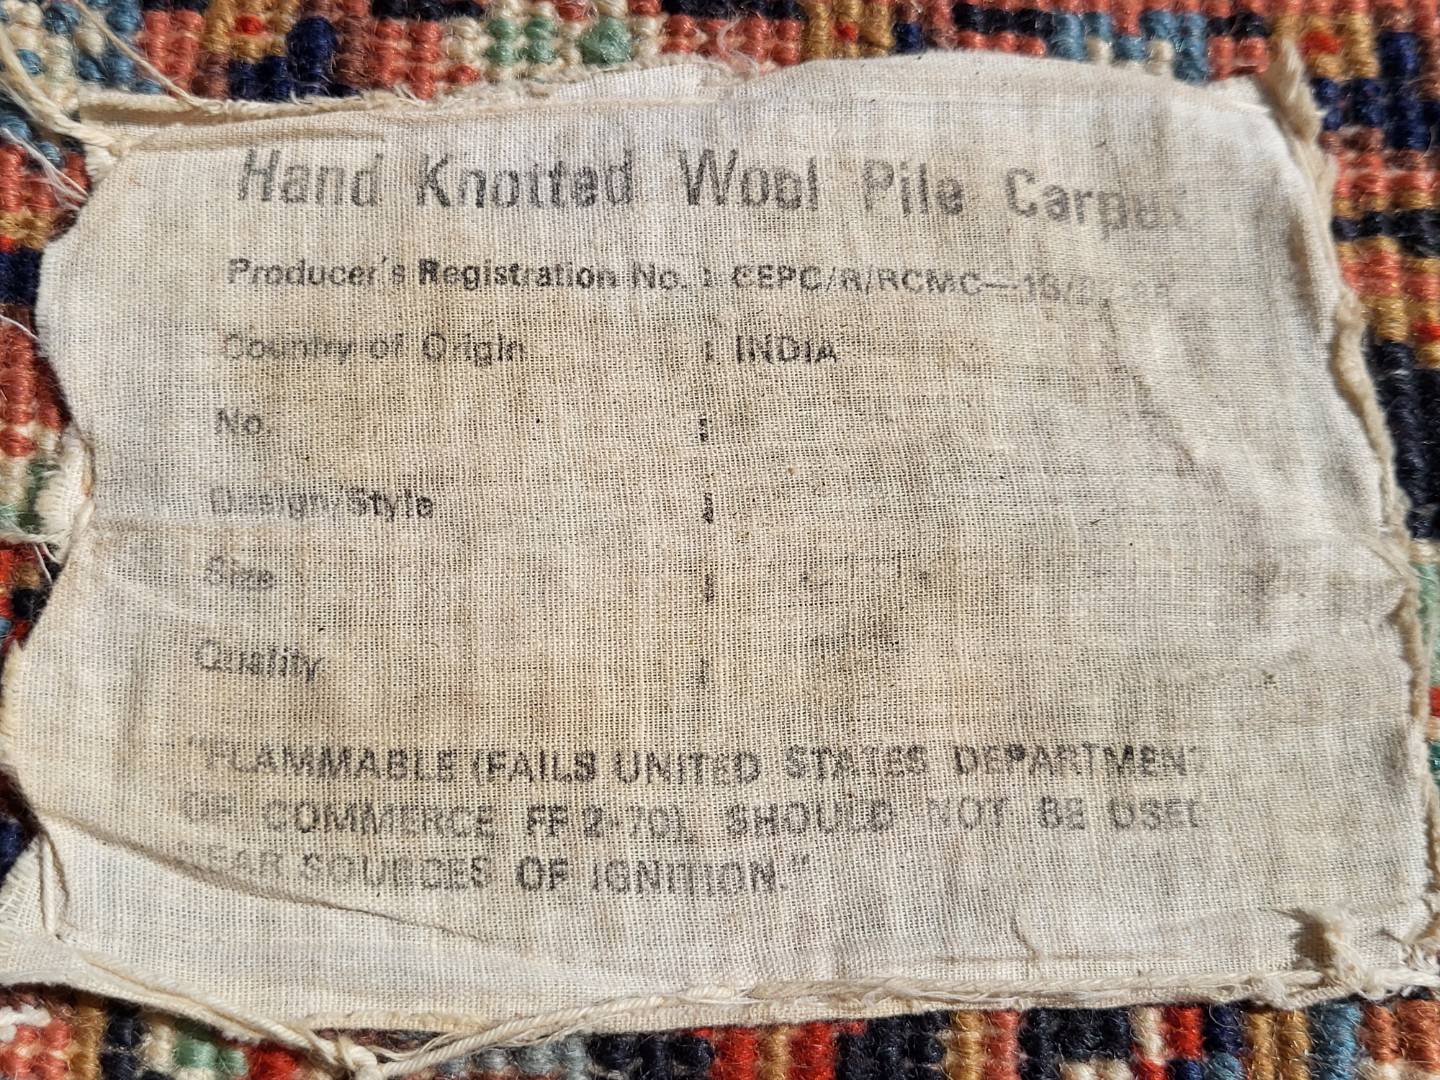 Hand Knotted Wool Pile Carpet
Producer's Registration No. : CEPC/R/RCMC—
Country of Origin : INDIA
No. :
Design/Style :
Size :
Quality :
"FLAMMABLE (FAILS UNITED STATES DEPARTMENT
OF COMMERCE FF 2-70). SHOULD NOT BE USED
NEAR SOURCES OF IGNITION."